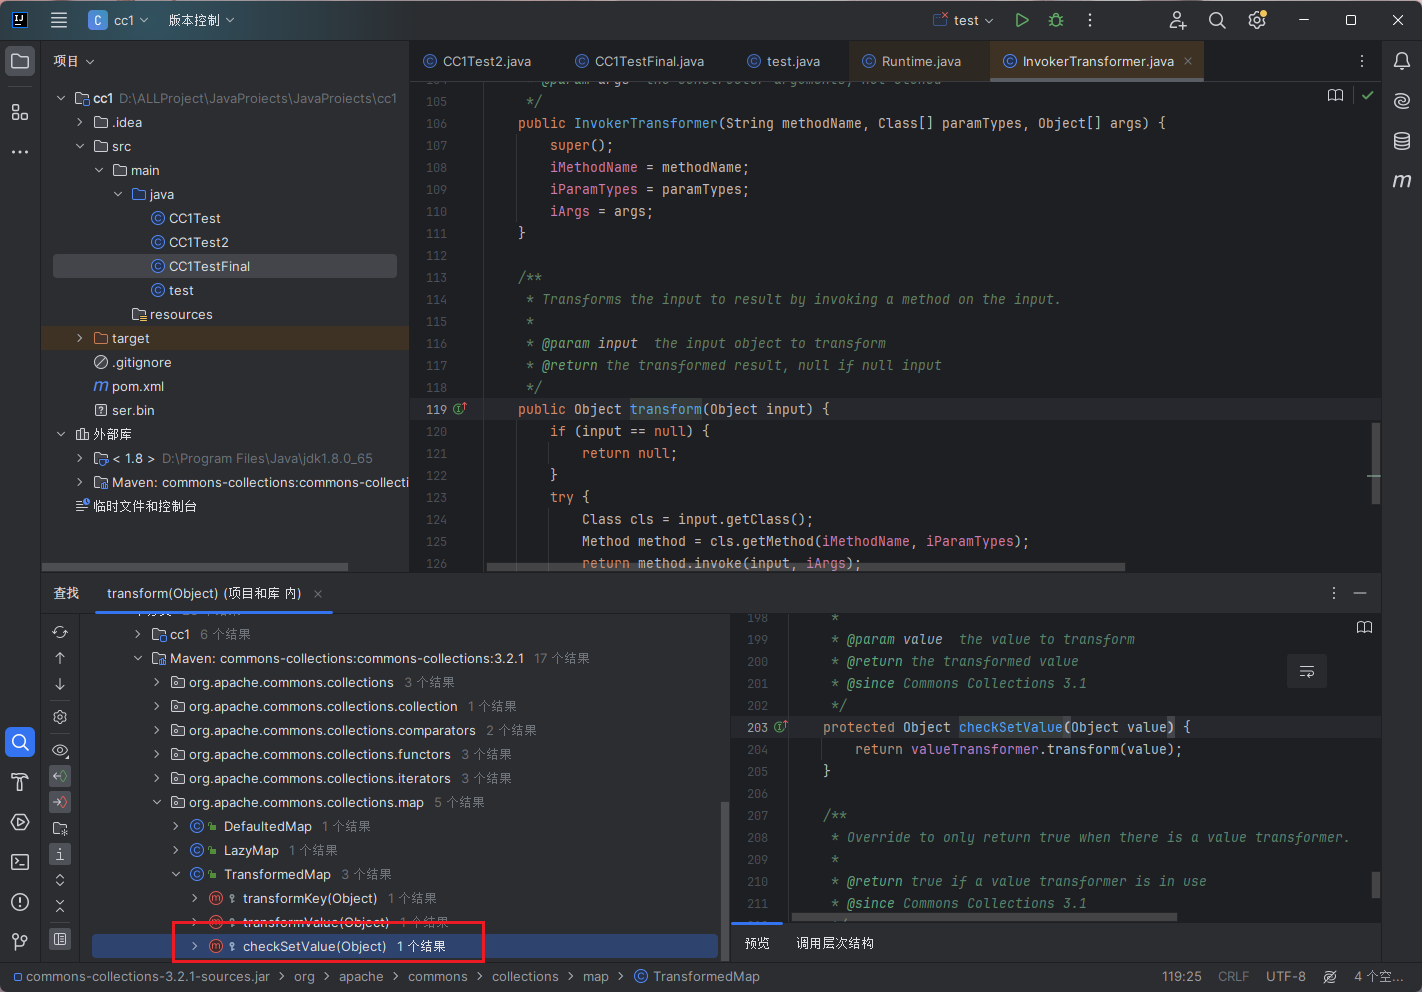 cc1
版本控制
test
项目
CC1Test2.java
CC1TestFinal.java
test.java
Runtime.java
InvokerTransformer.java
cc1 D:\ALLProject\JavaProjects\JavaProjects\cc1
.idea
src
main
java
CC1Test
CC1Test2
CC1TestFinal
test
resources
target
.gitignore
pom.xml
ser.bin
外部库
< 1.8 > D:\Program Files\Java\jdk1.8.0_65
Maven: commons-collections:commons-collecti
临时文件和控制台
105 */
106 public InvokerTransformer(String methodName, Class[] paramTypes, Object[] args) {
107 super();
108 iMethodName = methodName;
109 iParamTypes = paramTypes;
110 iArgs = args;
111 }
112
113 /**
114 * Transforms the input to result by invoking a method on the input.
115 *
116 * @param input  the input object to transform
117 * @return the transformed result, null if null input
118 */
119 public Object transform(Object input) {
120 if (input == null) {
121 return null;
122 }
123 try {
124 Class cls = input.getClass();
125 Method method = cls.getMethod(iMethodName, iParamTypes);
126 return method.invoke(input, iArgs);
查找
transform(Object) (项目和库 内)
cc1 6 个结果
Maven: commons-collections:commons-collections:3.2.1 17 个结果
org.apache.commons.collections 3 个结果
org.apache.commons.collections.collection 1 个结果
org.apache.commons.collections.comparators 2 个结果
org.apache.commons.collections.functors 3 个结果
org.apache.commons.collections.iterators 3 个结果
org.apache.commons.collections.map 5 个结果
DefaultedMap 1 个结果
LazyMap 1 个结果
TransformedMap 3 个结果
transformKey(Object) 1 个结果
transformValue(Object) 1 个结果
checkSetValue(Object) 1 个结果
198 *
199 * @param value  the value to transform
200 * @return the transformed value
201 * @since Commons Collections 3.1
202 */
203 protected Object checkSetValue(Object value) {
204 return valueTransformer.transform(value);
205 }
206
207 /**
208 * Override to only return true when there is a value transformer.
209 *
210 * @return true if a value transformer is in use
211 * @since Commons Collections 3.1
预览
调用层次结构
commons-collections-3.2.1-sources.jar > org > apache > commons > collections > map > TransformedMap
119:25
CRLF
UTF-8
4 个空...